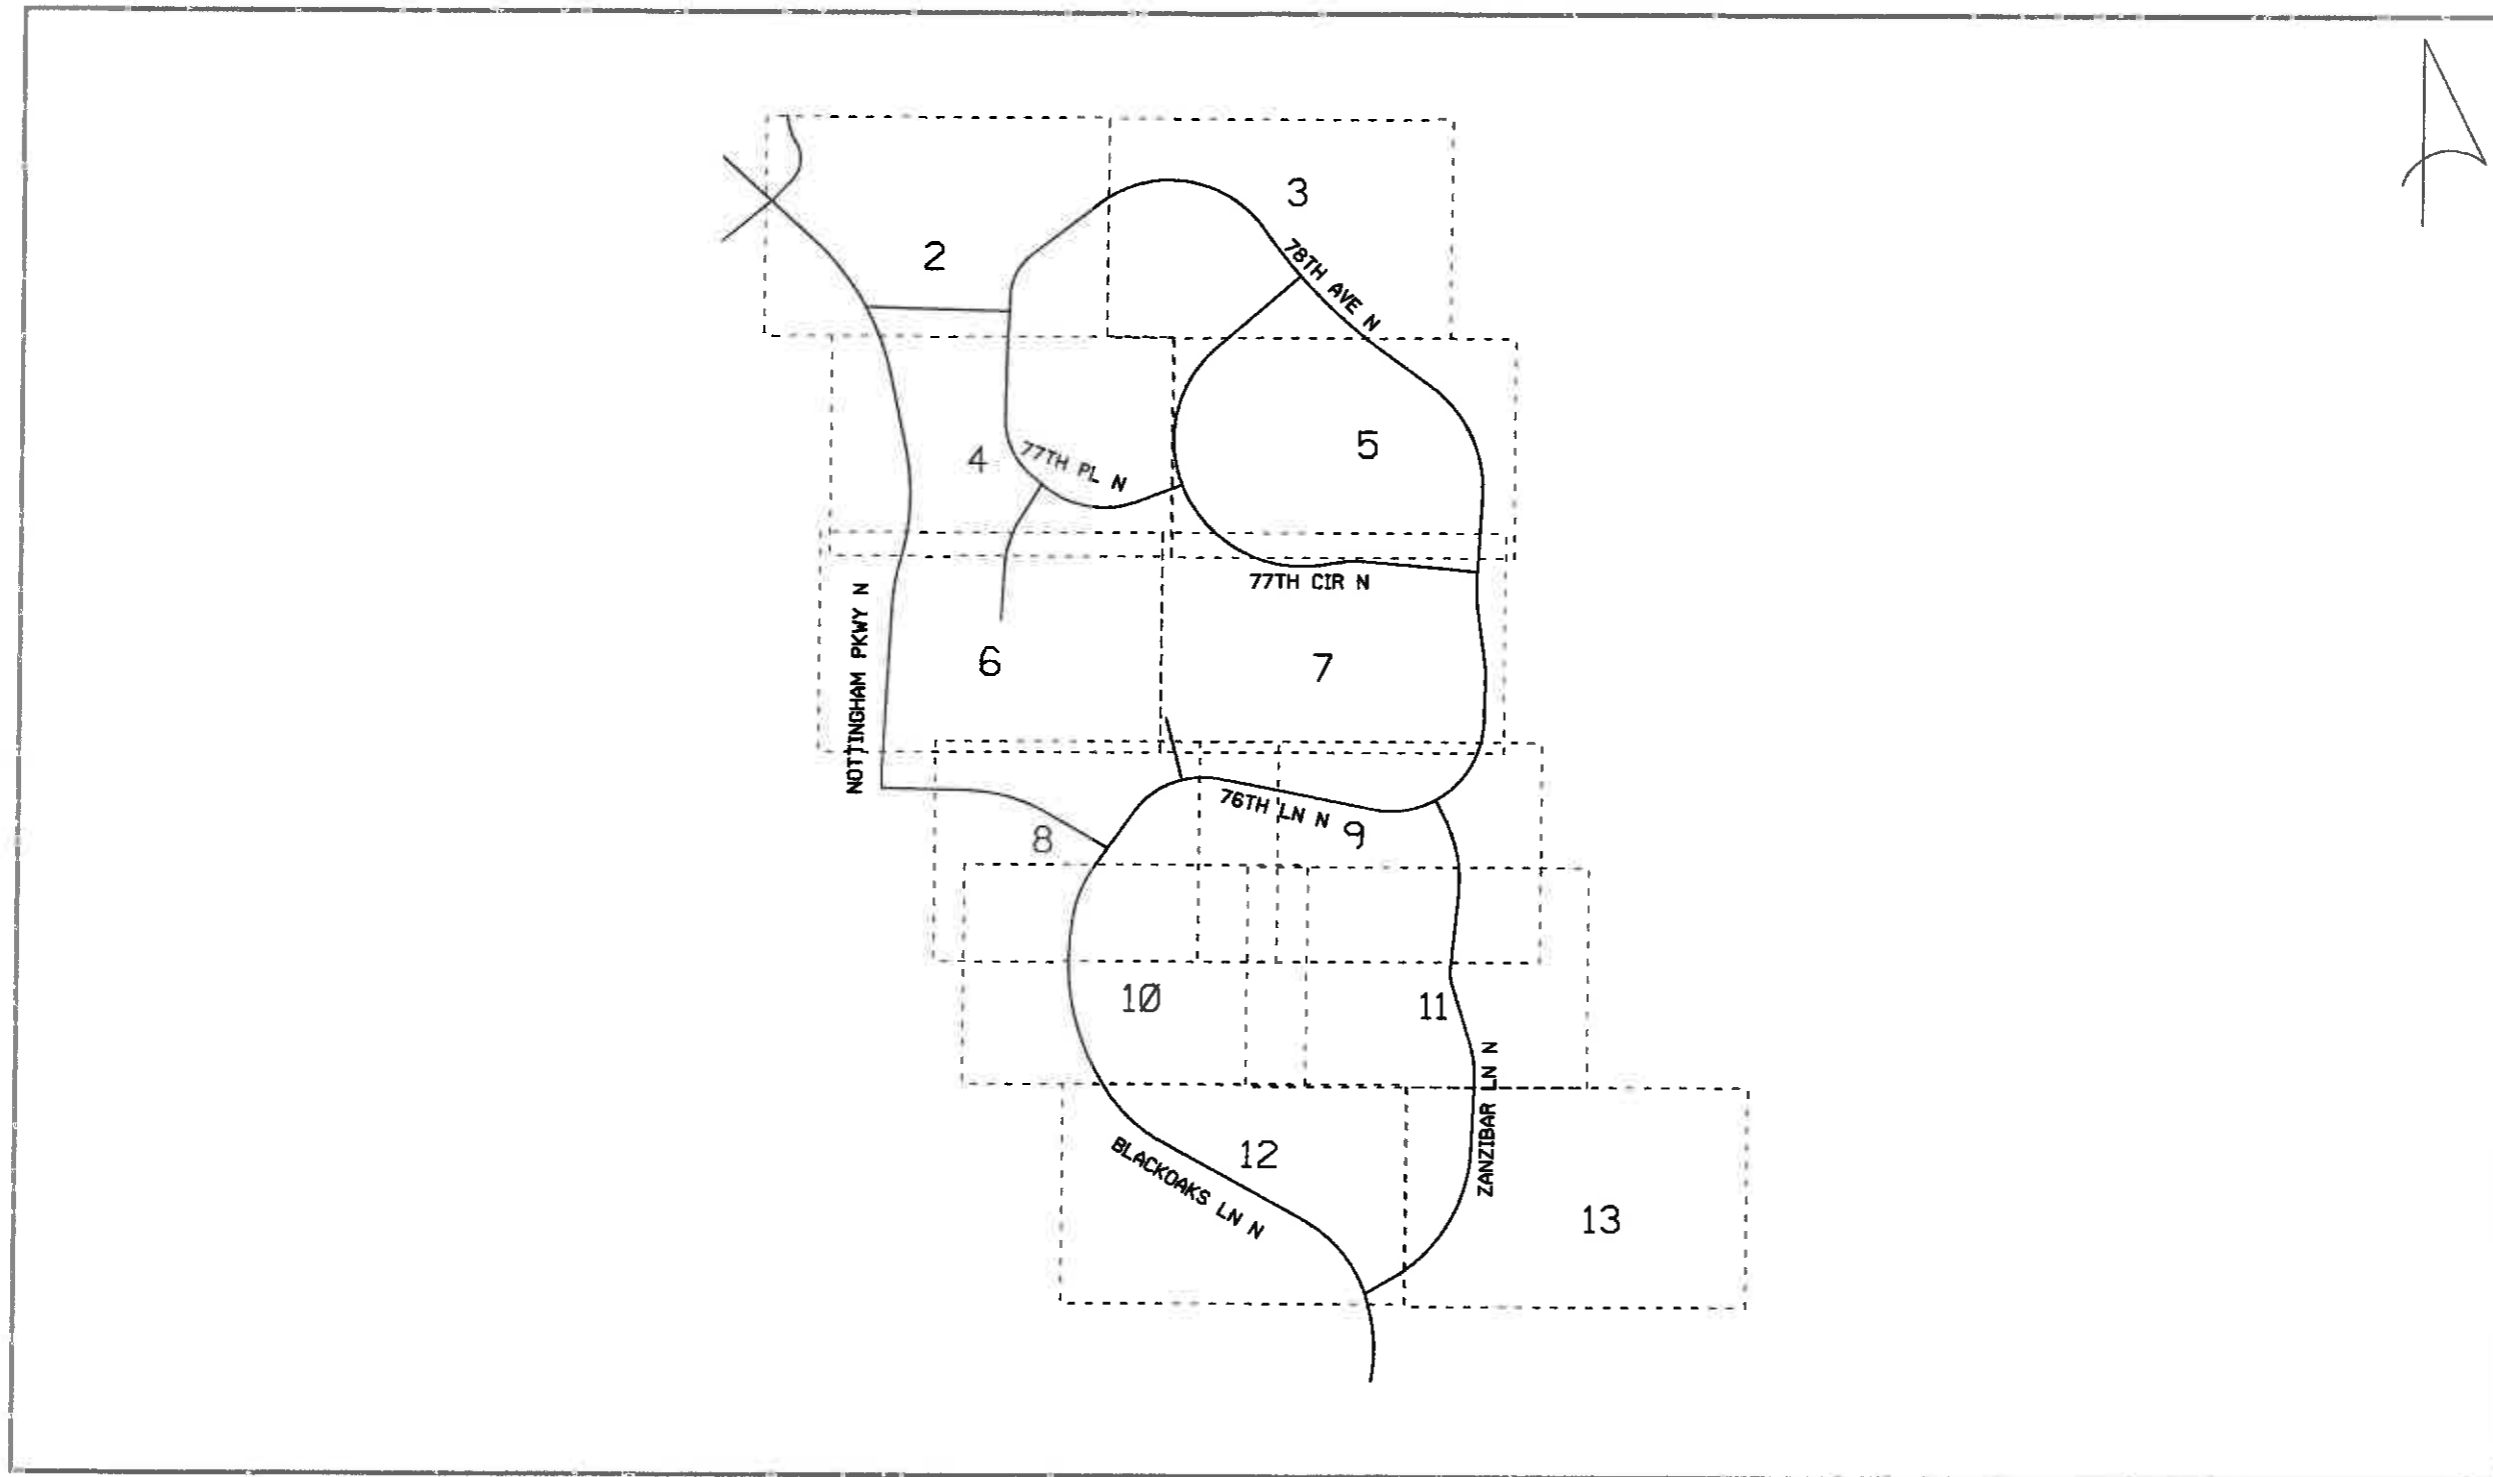 3
2
78TH AVE N
5
4
77TH PL N
77TH CIR N
NOTTINGHAM PKWY N
6
7
76TH LN N
8
9
10
11
ZANZIBAR LN N
12
BLACKOAKS LN N
13